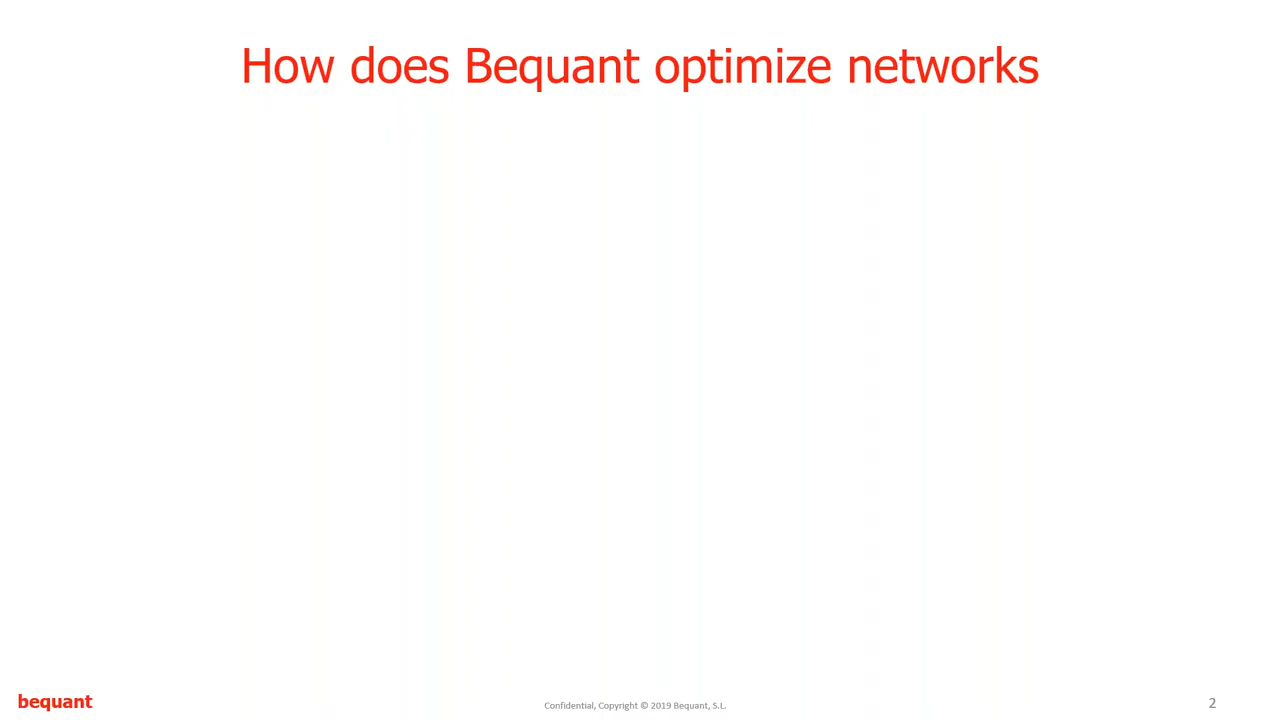 How does Bequant optimize networks
bequant
Confidential, Copyright © 2019 Bequant, S.L.
2